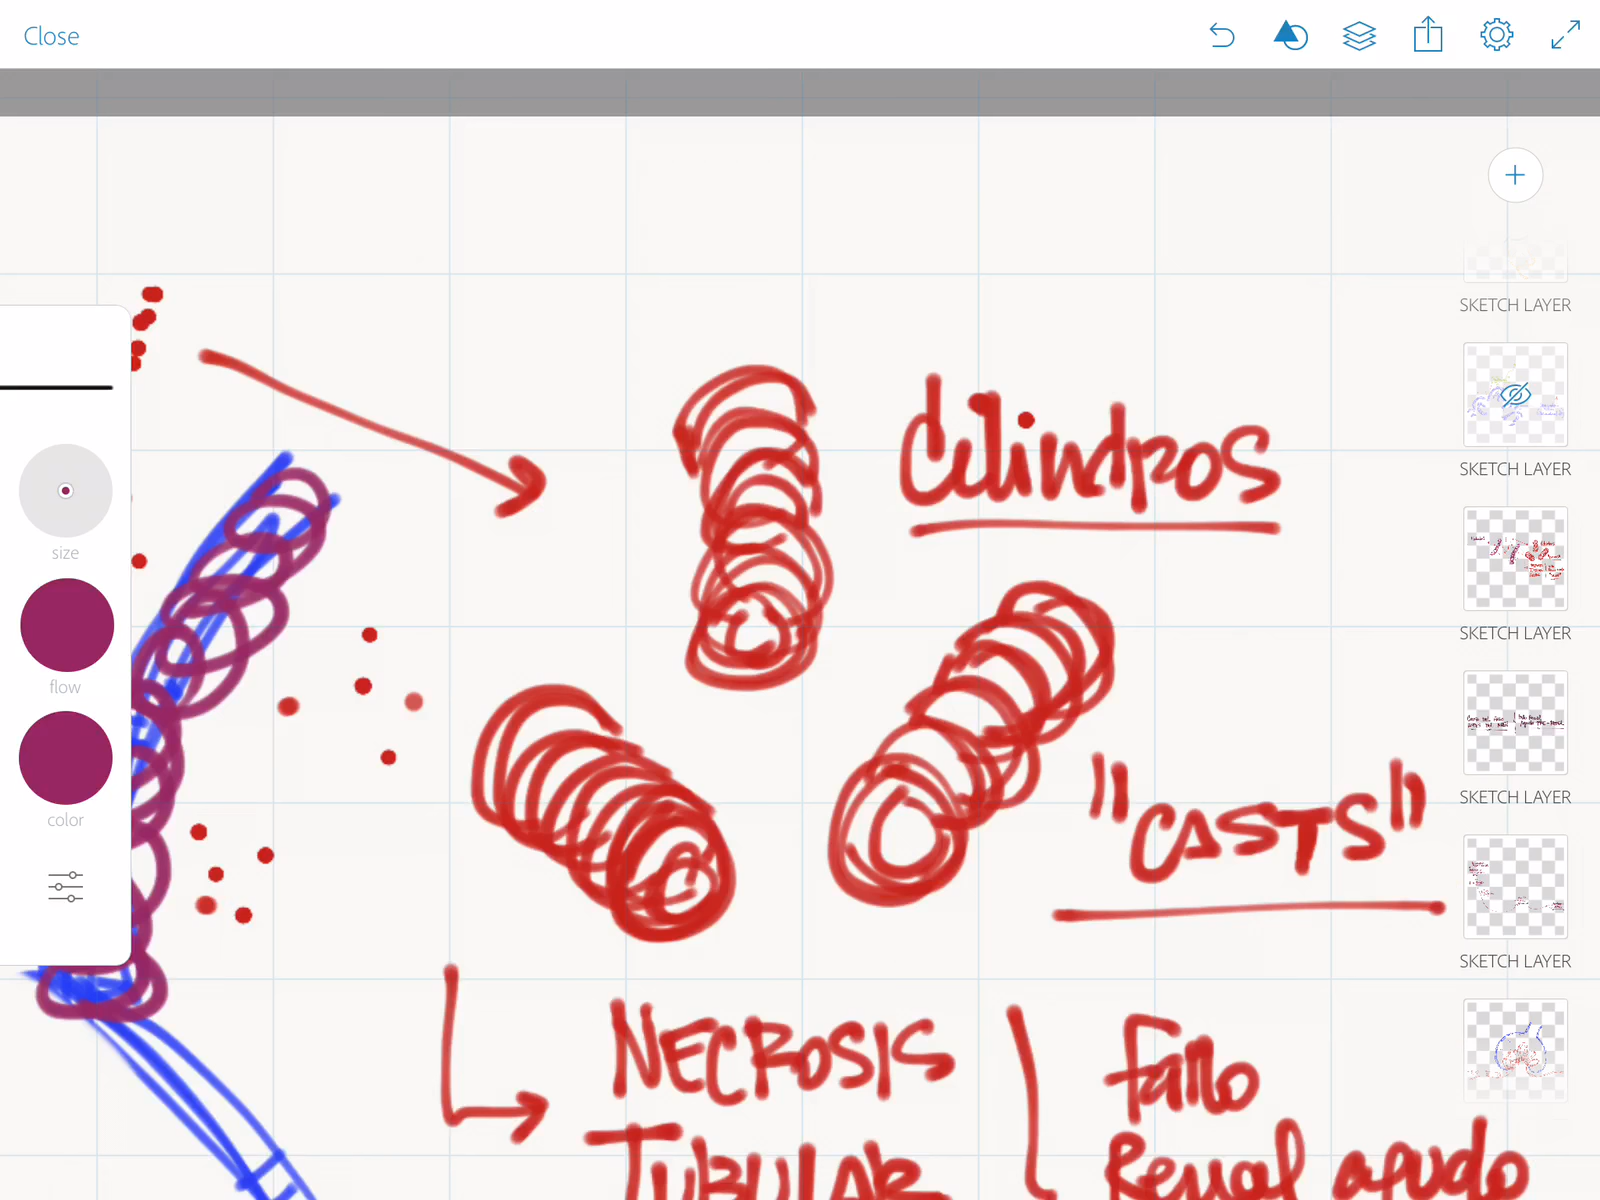 Close
SKETCH LAYER
SKETCH LAYER
SKETCH LAYER
SKETCH LAYER
SKETCH LAYER
size
flow
color
Cilindros
"CASTS"
NECROSIS
TUBULAR
Fallo
Renal agudo